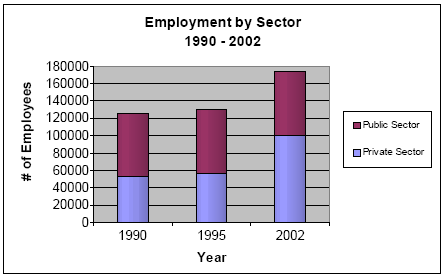 Employment by Sector
1990 - 2002
# of Employees
180000
160000
140000
120000
100000
80000
60000
40000
20000
0
1990
1995
2002
Year
Public Sector
Private Sector